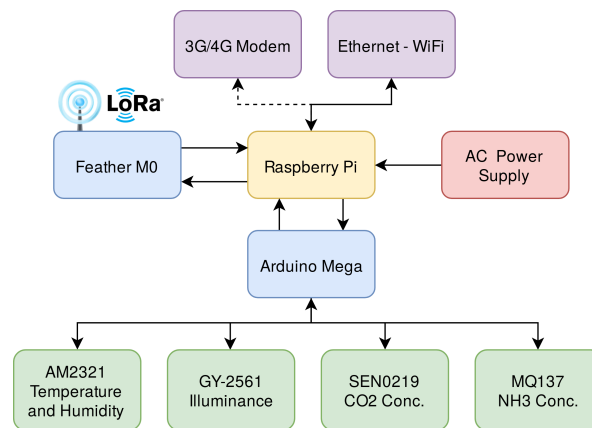 3G/4G Modem
Ethernet - WiFi
LoRa
Feather M0
Raspberry Pi
AC Power
Supply
Arduino Mega
AM2321
Temperature
and Humidity
GY-2561
Illuminance
SEN0219
CO2 Conc.
MQ137
NH3 Conc.